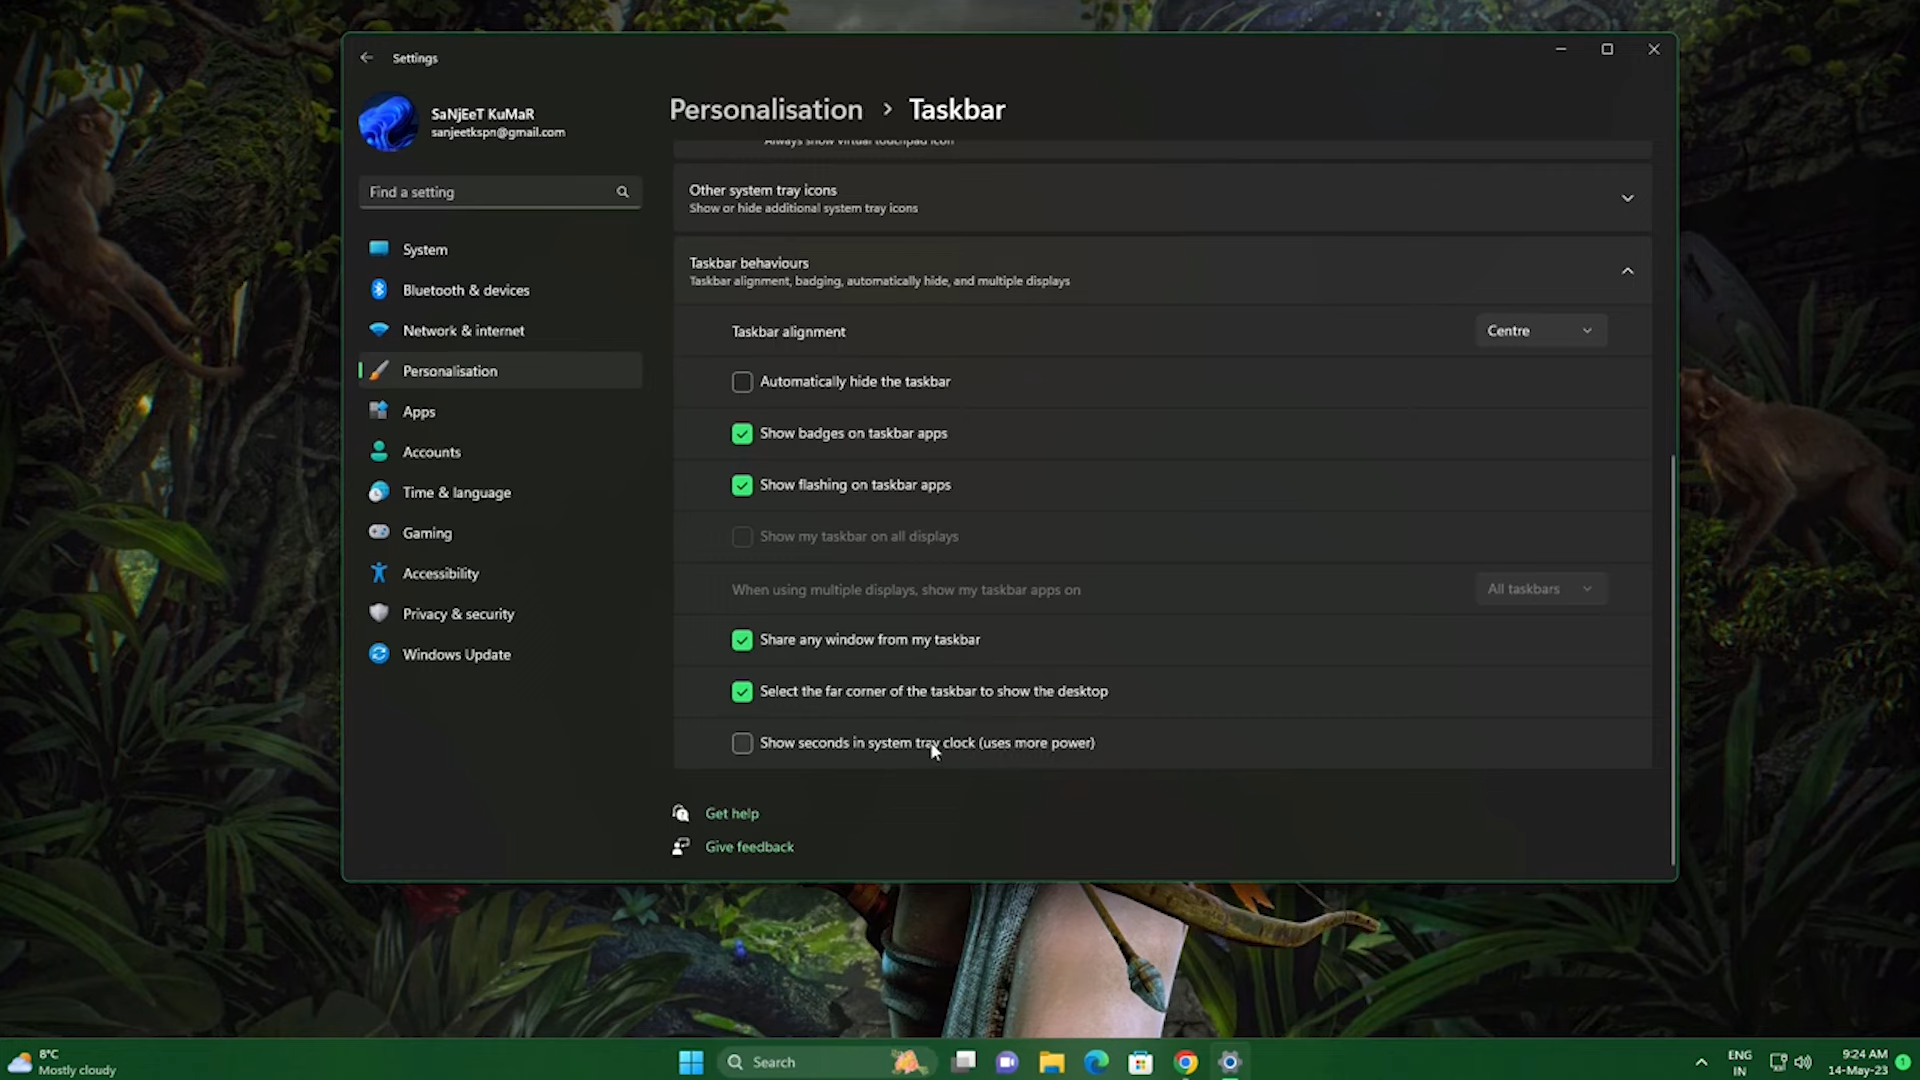 Settings
SaNjEeT KuMaR
sanjeetkspn@gmail.com
Find a setting
System
Bluetooth & devices
Network & internet
Personalisation
Apps
Accounts
Time & language
Gaming
Accessibility
Privacy & security
Windows Update
Personalisation > Taskbar
Always show virtual touchpad icon
Other system tray icons
Show or hide additional system tray icons
Taskbar behaviours
Taskbar alignment, badging, automatically hide, and multiple displays
Taskbar alignment
Centre
Automatically hide the taskbar
Show badges on taskbar apps
Show flashing on taskbar apps
Show my taskbar on all displays
When using multiple displays, show my taskbar apps on
All taskbars
Share any window from my taskbar
Select the far corner of the taskbar to show the desktop
Show seconds in system tray clock (uses more power)
Get help
Give feedback
8°C
Mostly cloudy
Search
ENG
IN
9:24 AM
14-May-23
1